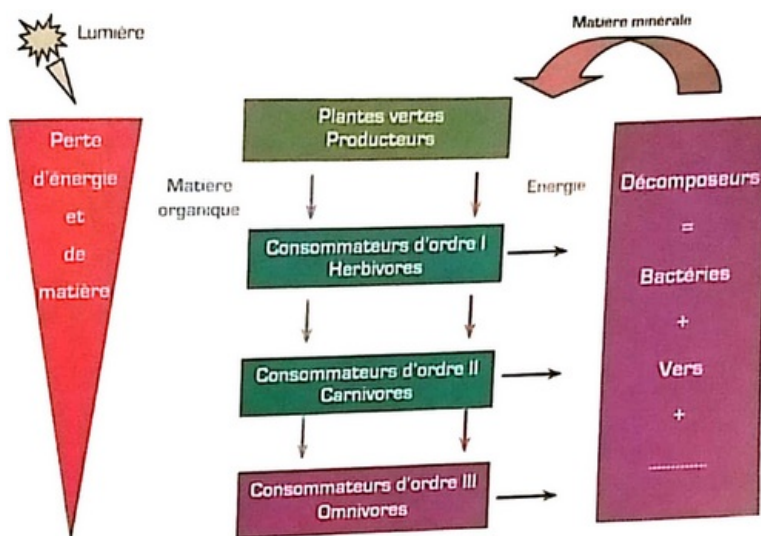 Lumière
Matière minérale
Perte
d'énergie
et
de
matière
Plantes vertes
Producteurs
Matière
organique
Energie
Consommateurs d'ordre I
Herbivores
Consommateurs d'ordre II
Carnivores
Consommateurs d'ordre III
Omnivores
Décomposeurs
=
Bactéries
+
Vers
+
..............